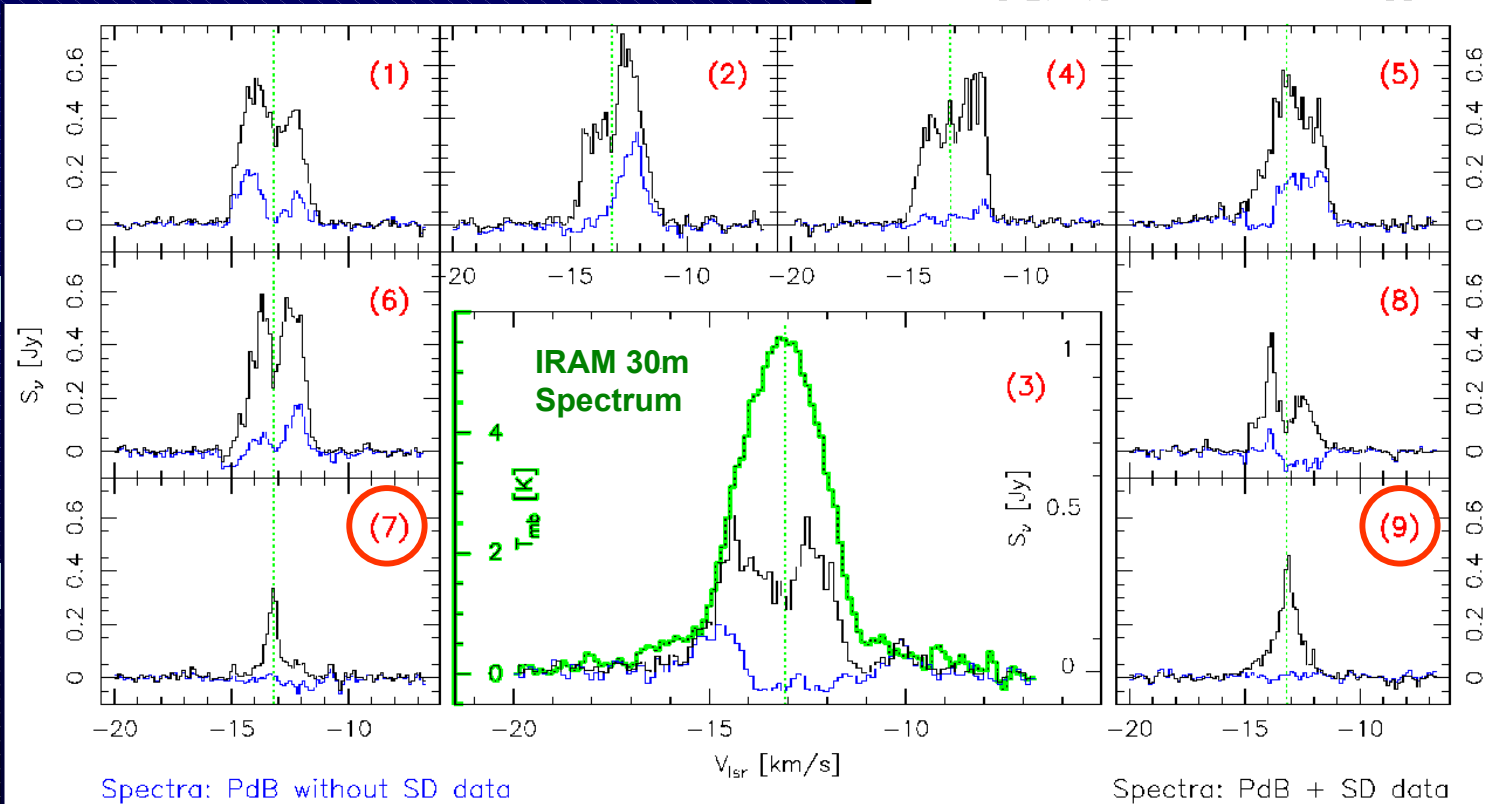 (1) (2) (4) (5)
0.6 0.6
0.4 0.4
0.2 0.2
0 0
−20 −15 −10 −20 −15 −10
(6) (8)
0.6 0.6
0.4 0.4
0.2 0.2
0 0
S_ν [Jy]
IRAM 30m
Spectrum
(3)
1
4
T_mb [K]
S_ν [Jy]
0.5
2
0 0
(7) (9)
0.6 0.6
0.4 0.4
0.2 0.2
0 0
−20 −15 −10 −20 −15 −10 −20 −15 −10
V_lsr [km/s]
Spectra: PdB without SD data
Spectra: PdB + SD data